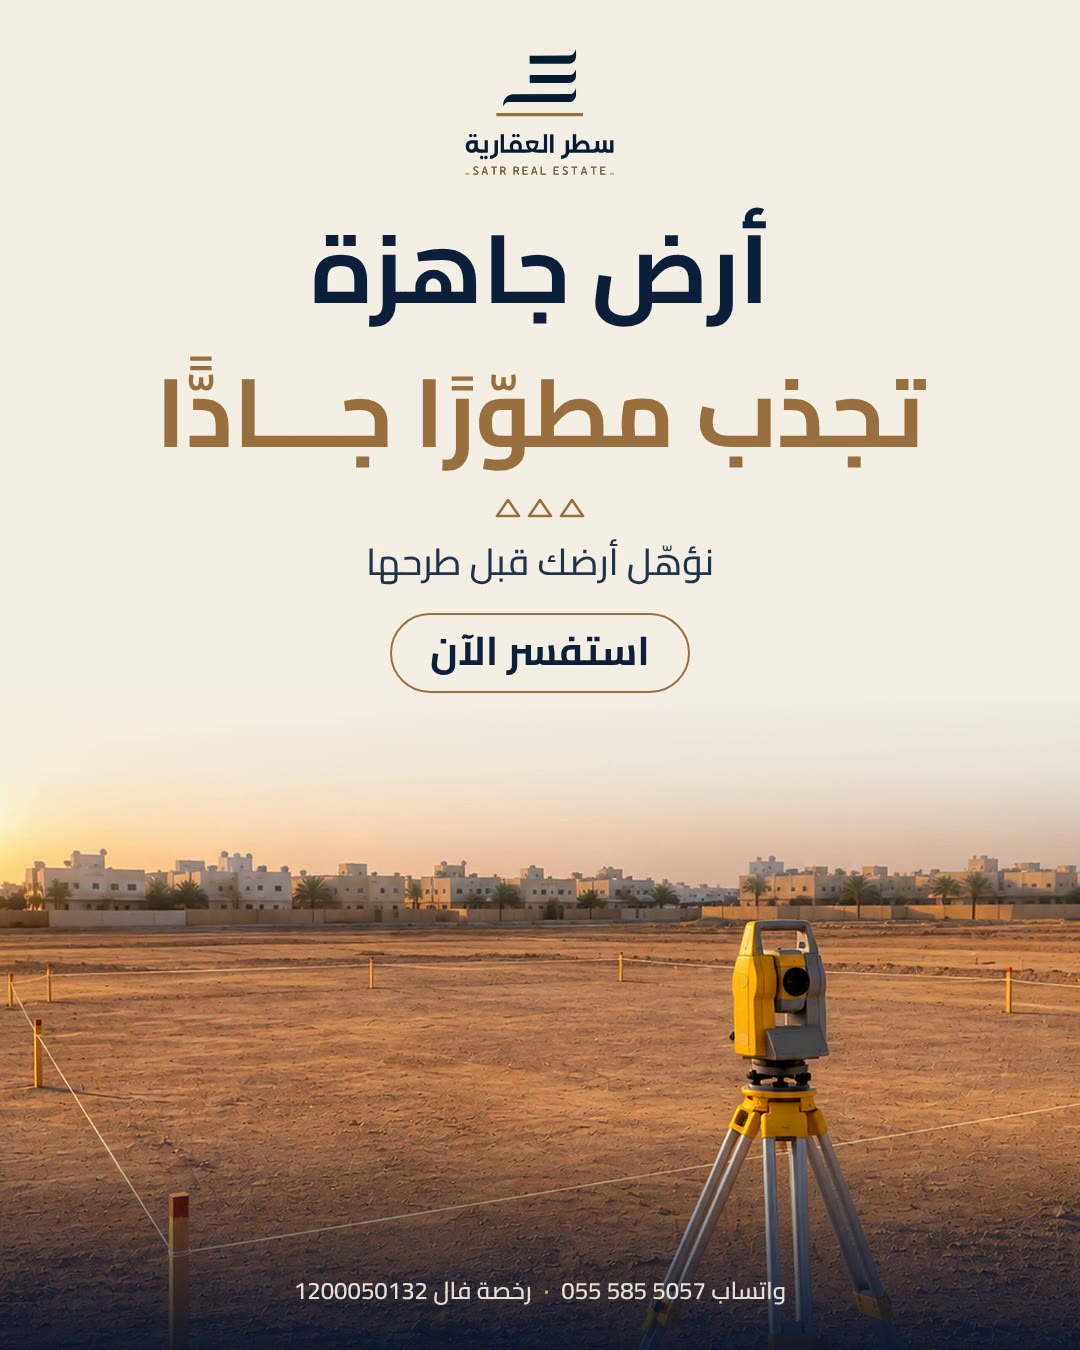 سطر العقارية
SATR REAL ESTATE
أرض جاهزة
تجذب مطوّرًا جـــادًّا
نؤهّل أرضك قبل طرحها
استفسر الآن
واتساب 055 585 5057 · رخصة فال 1200050132